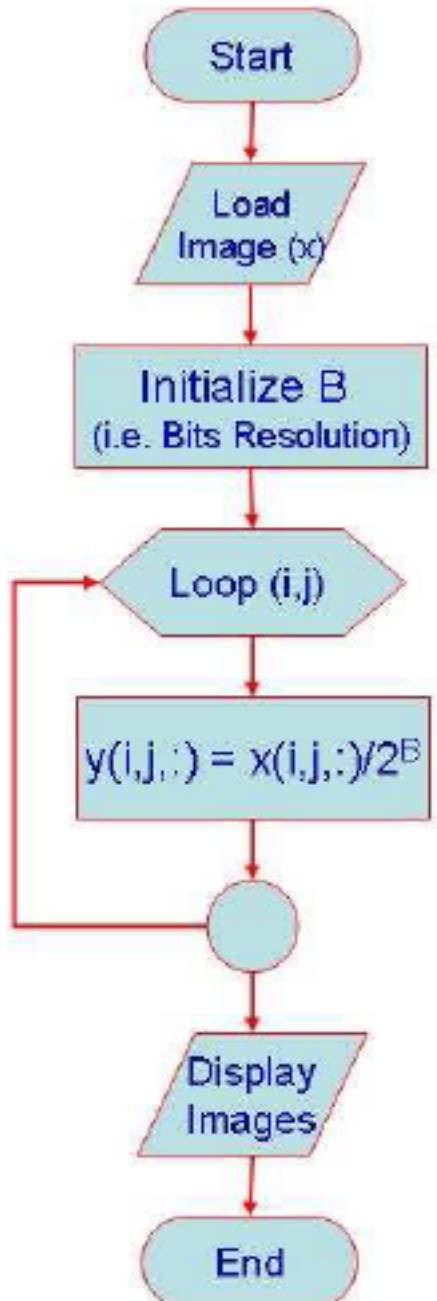 Start
Load
Image (x)
Initialize B
(i.e. Bits Resolution)
Loop (i,j)
y(i,j,:) = x(i,j,:)/2ᴮ
Display
Images
End